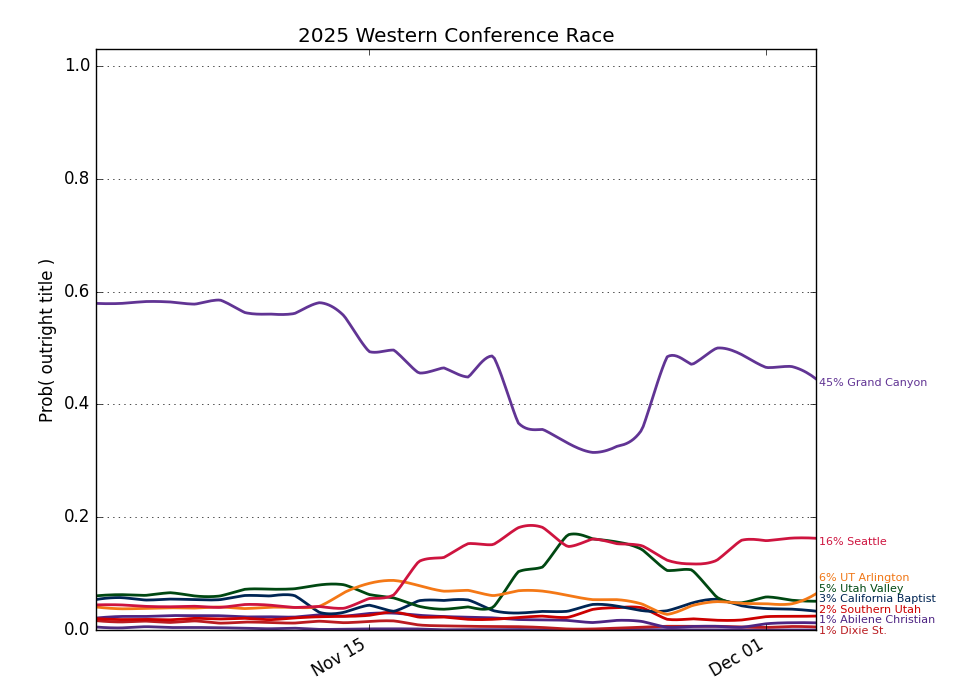 2025 Western Conference Race
Prob( outright title )
1.0
0.8
0.6
0.4
0.2
0.0
Nov 15
Dec 01
45% Grand Canyon
16% Seattle
6% UT Arlington
5% Utah Valley
3% California Baptist
2% Southern Utah
1% Abilene Christian
1% Dixie St.